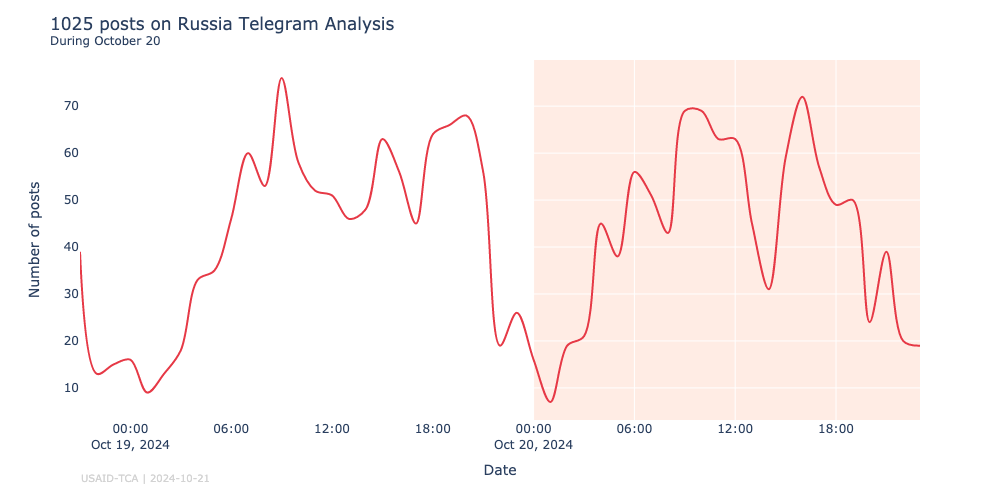 1025 posts on Russia Telegram Analysis
During October 20
70
60
50
40
30
20
10
Number of posts
00:00 06:00 12:00 18:00 00:00 06:00 12:00 18:00
Oct 19, 2024 Oct 20, 2024
Date
USAID-TCA | 2024-10-21